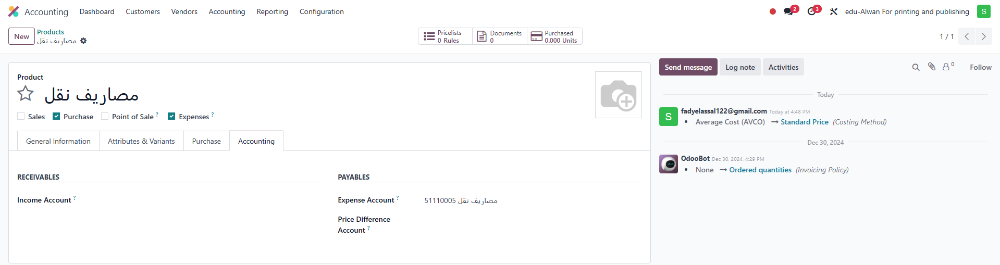 Accounting Dashboard Customers Vendors Accounting Reporting Configuration 2 3 edu-Alwan For printing and publishing S
New Products مصاريف نقل
Pricelists 0 Rules Documents 0 Purchased 0.000 Units
1 / 1
Product
مصاريف نقل
Sales Purchase Point of Sale ? Expenses ?
General Information Attributes & Variants Purchase Accounting
RECEIVABLES
Income Account ?
PAYABLES
Expense Account ? 51110005 مصاريف نقل
Price Difference
Account ?
Send message Log note Activities 0 Follow
Today
S fadyelassal122@gmail.com Today at 4:48 PM
• Average Cost (AVCO) → Standard Price (Costing Method)
Dec 30, 2024
OdooBot Dec 30, 2024, 4:29 PM
• None → Ordered quantities (Invoicing Policy)